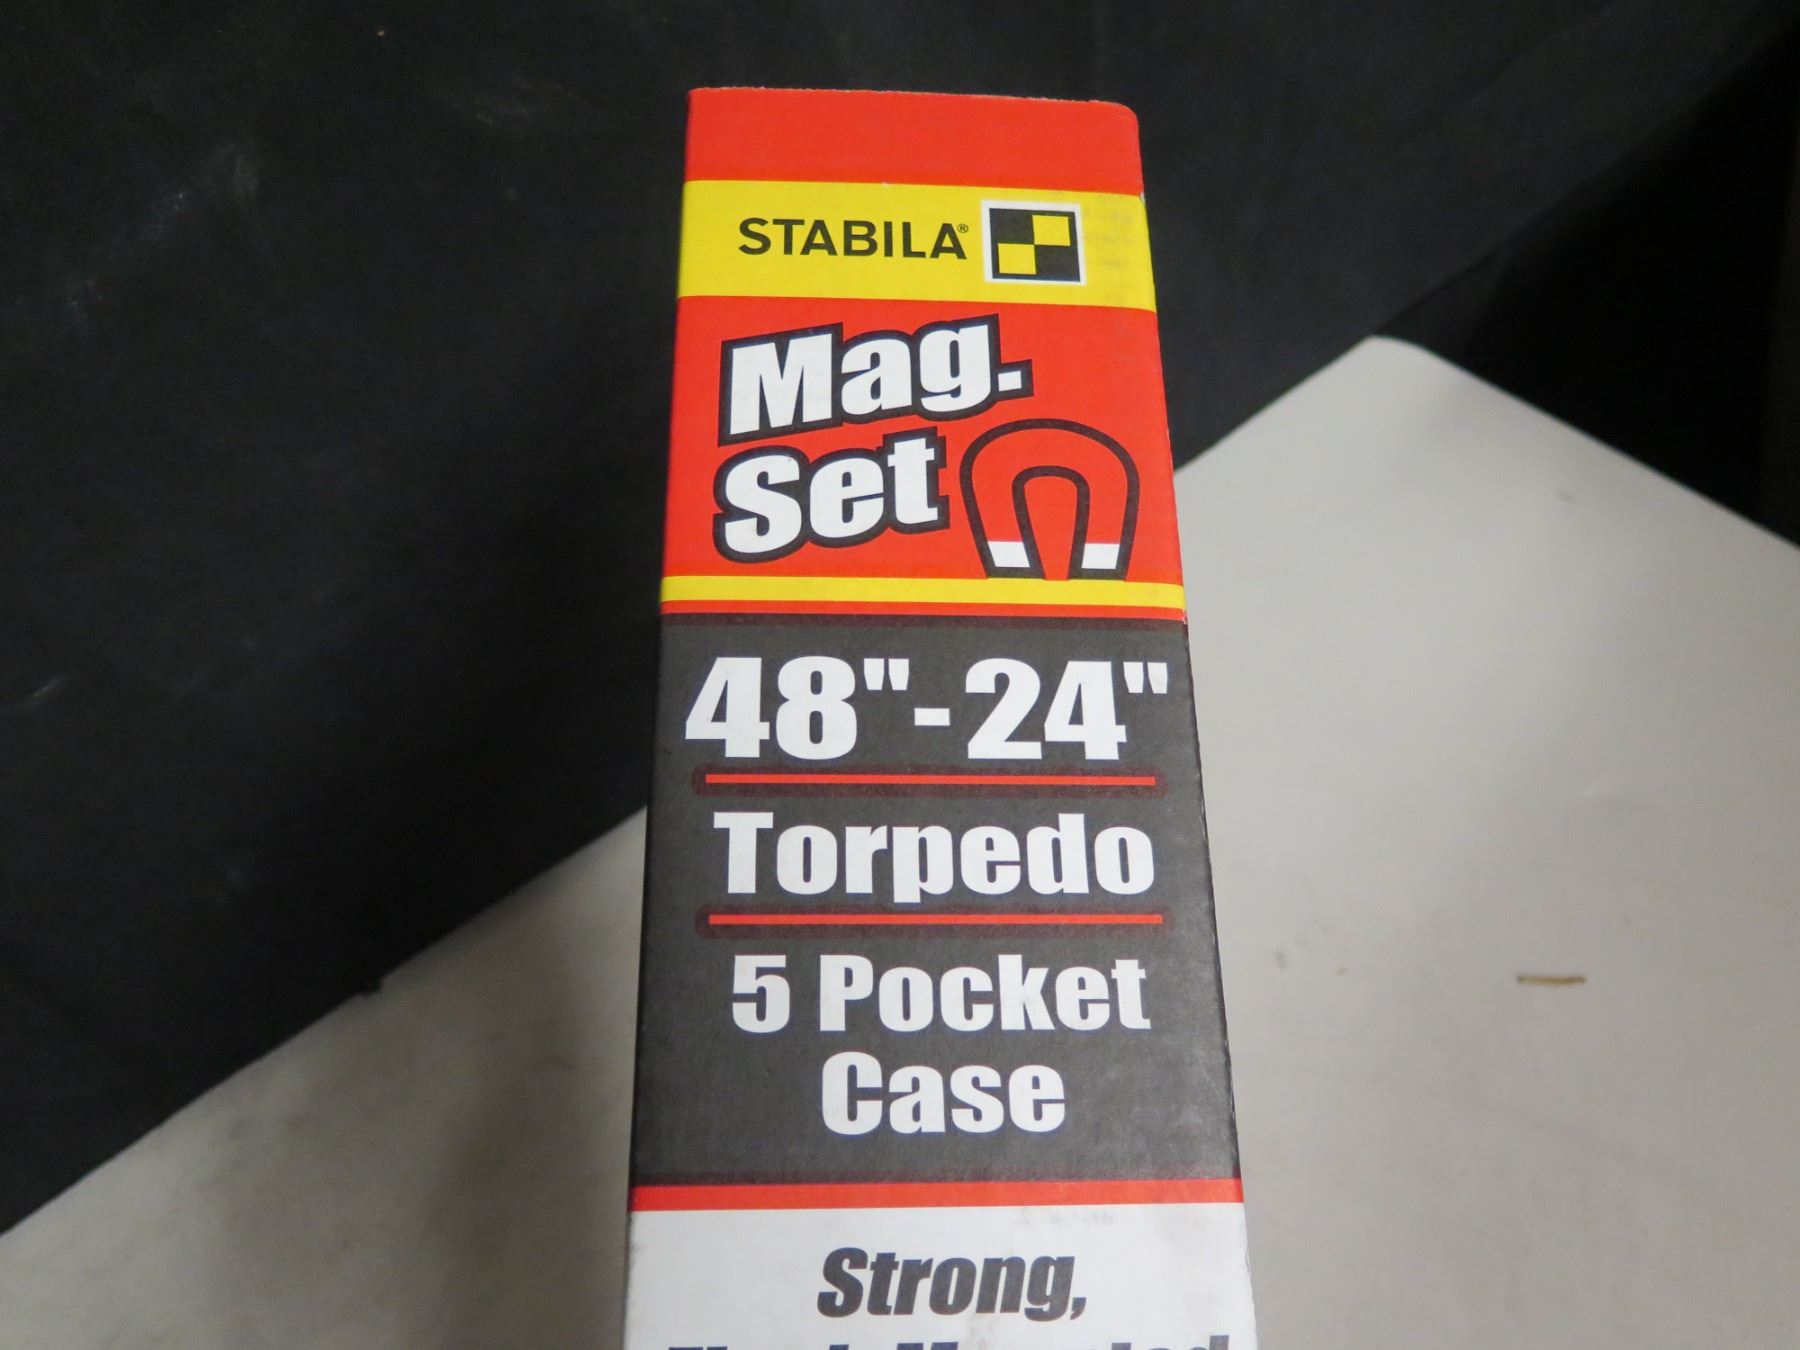 STABILA®
Mag.
Set
48"-24"
Torpedo
5 Pocket
Case
Strong,